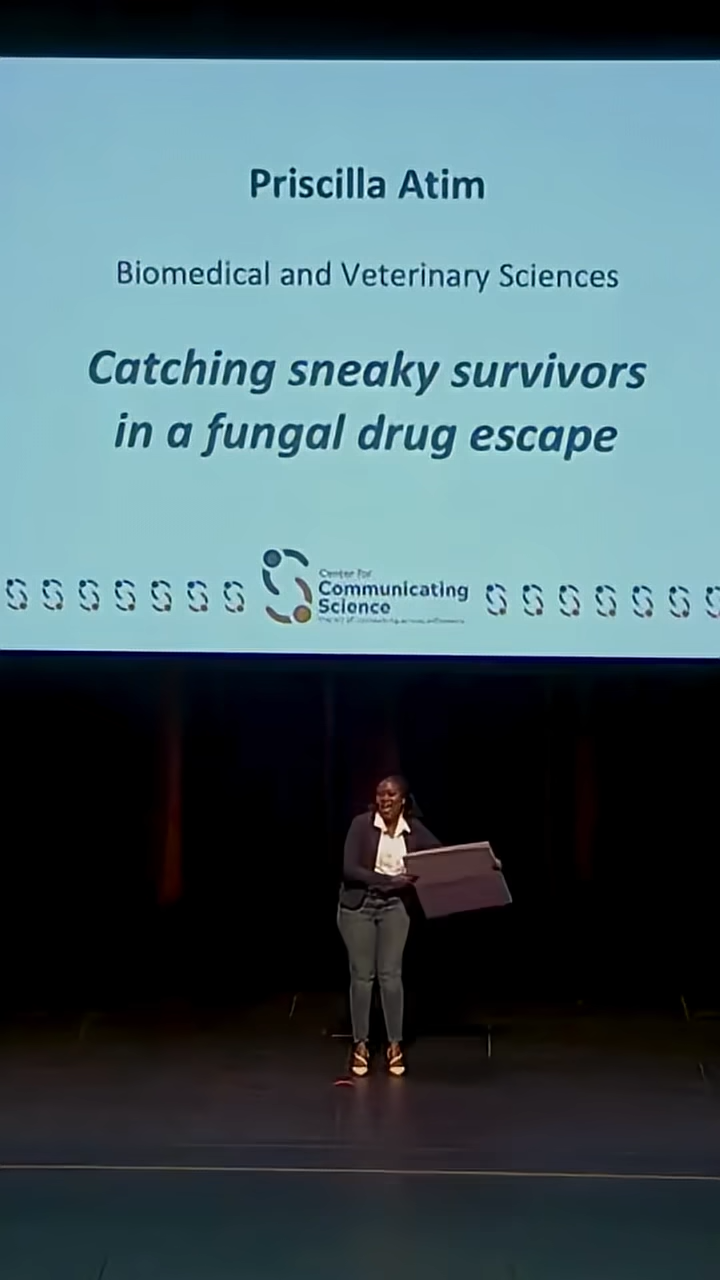 Priscilla Atim
Biomedical and Veterinary Sciences
Catching sneaky survivors
in a fungal drug escape
Center for
Communicating
Science